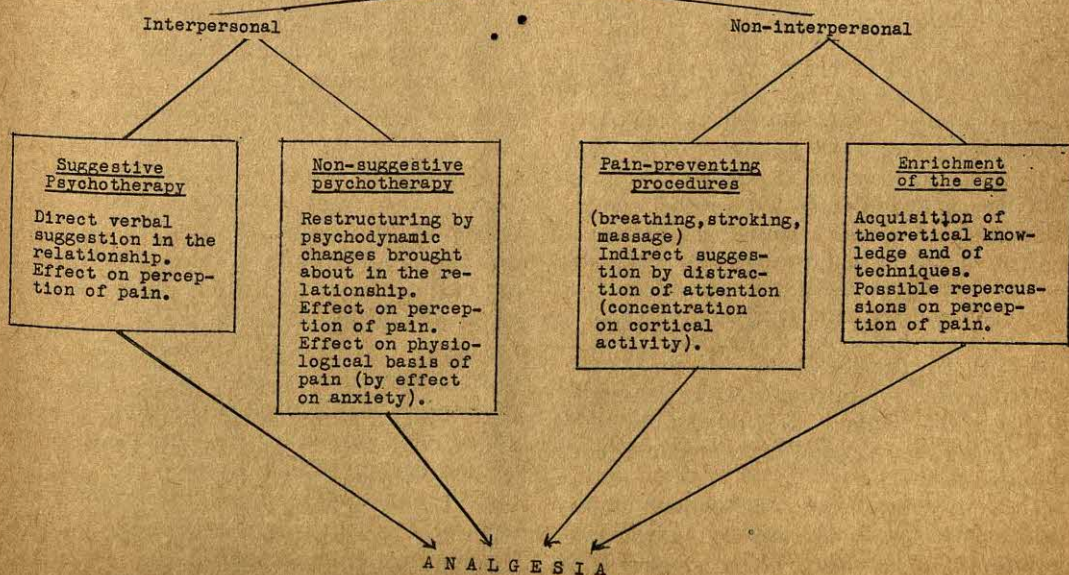 Interpersonal
Non-interpersonal
Suggestive
Psychotherapy
Direct verbal
suggestion in the
relationship.
Effect on percep-
tion of pain.
Non-suggestive
psychotherapy
Restructuring by
psychodynamic
changes brought
about in the re-
lationship.
Effect on percep-
tion of pain.
Effect on physio-
logical basis of
pain (by effect
on anxiety).
Pain-preventing
procedures
(breathing,stroking,
massage)
Indirect sugges-
tion by distrac-
tion of attention
(concentration
on cortical
activity).
Enrichment
of the ego
Acquisition of
theoretical know-
ledge and of
techniques.
Possible repercus-
sions on percep-
tion of pain.
A N A L G E S I A